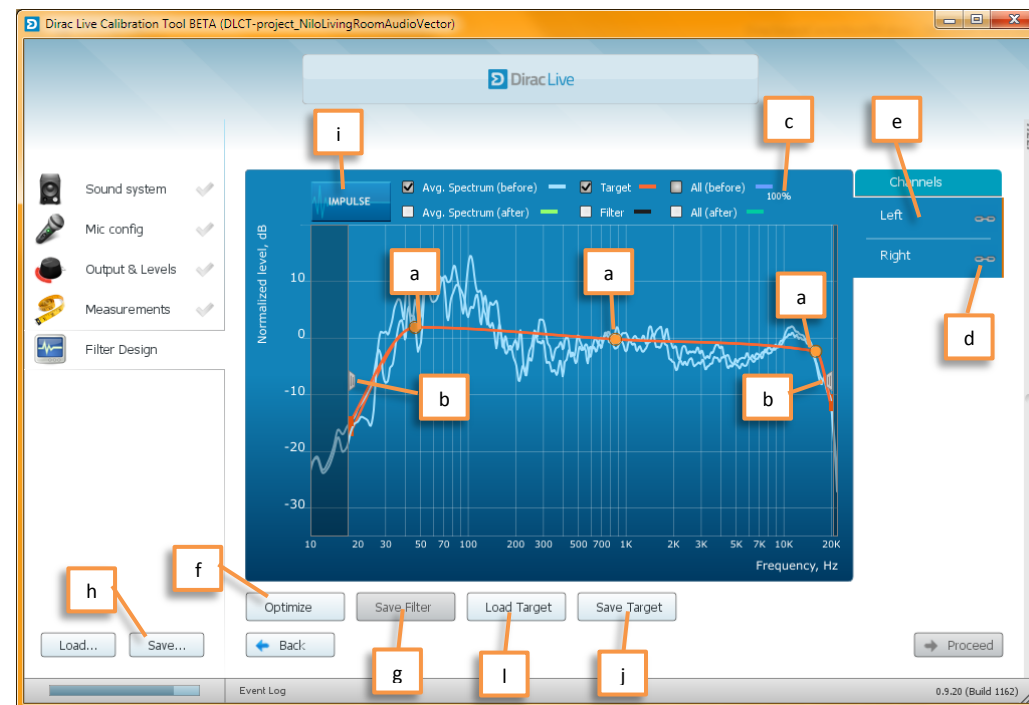 Dirac Live Calibration Tool BETA (DLCT-project_NiloLivingRoomAudioVector)
Dirac Live
i
c
e
Sound system
Mic config
Output & Levels
Measurements
Filter Design
IMPULSE
Avg. Spectrum (before)
Target
All (before)
100%
Avg. Spectrum (after)
Filter
All (after)
Channels
Left
Right
d
Normalized level, dB
10
0
-10
-20
-30
a
a
a
b
b
10 20 30 50 70 100 200 300 500 700 1K 2K 3K 5K 7K 10K 20K
Frequency, Hz
f
h
Optimize
Save Filter
Load Target
Save Target
Load...
Save...
Back
Proceed
g
l
j
Event Log
0.9.20 (Build 1162)